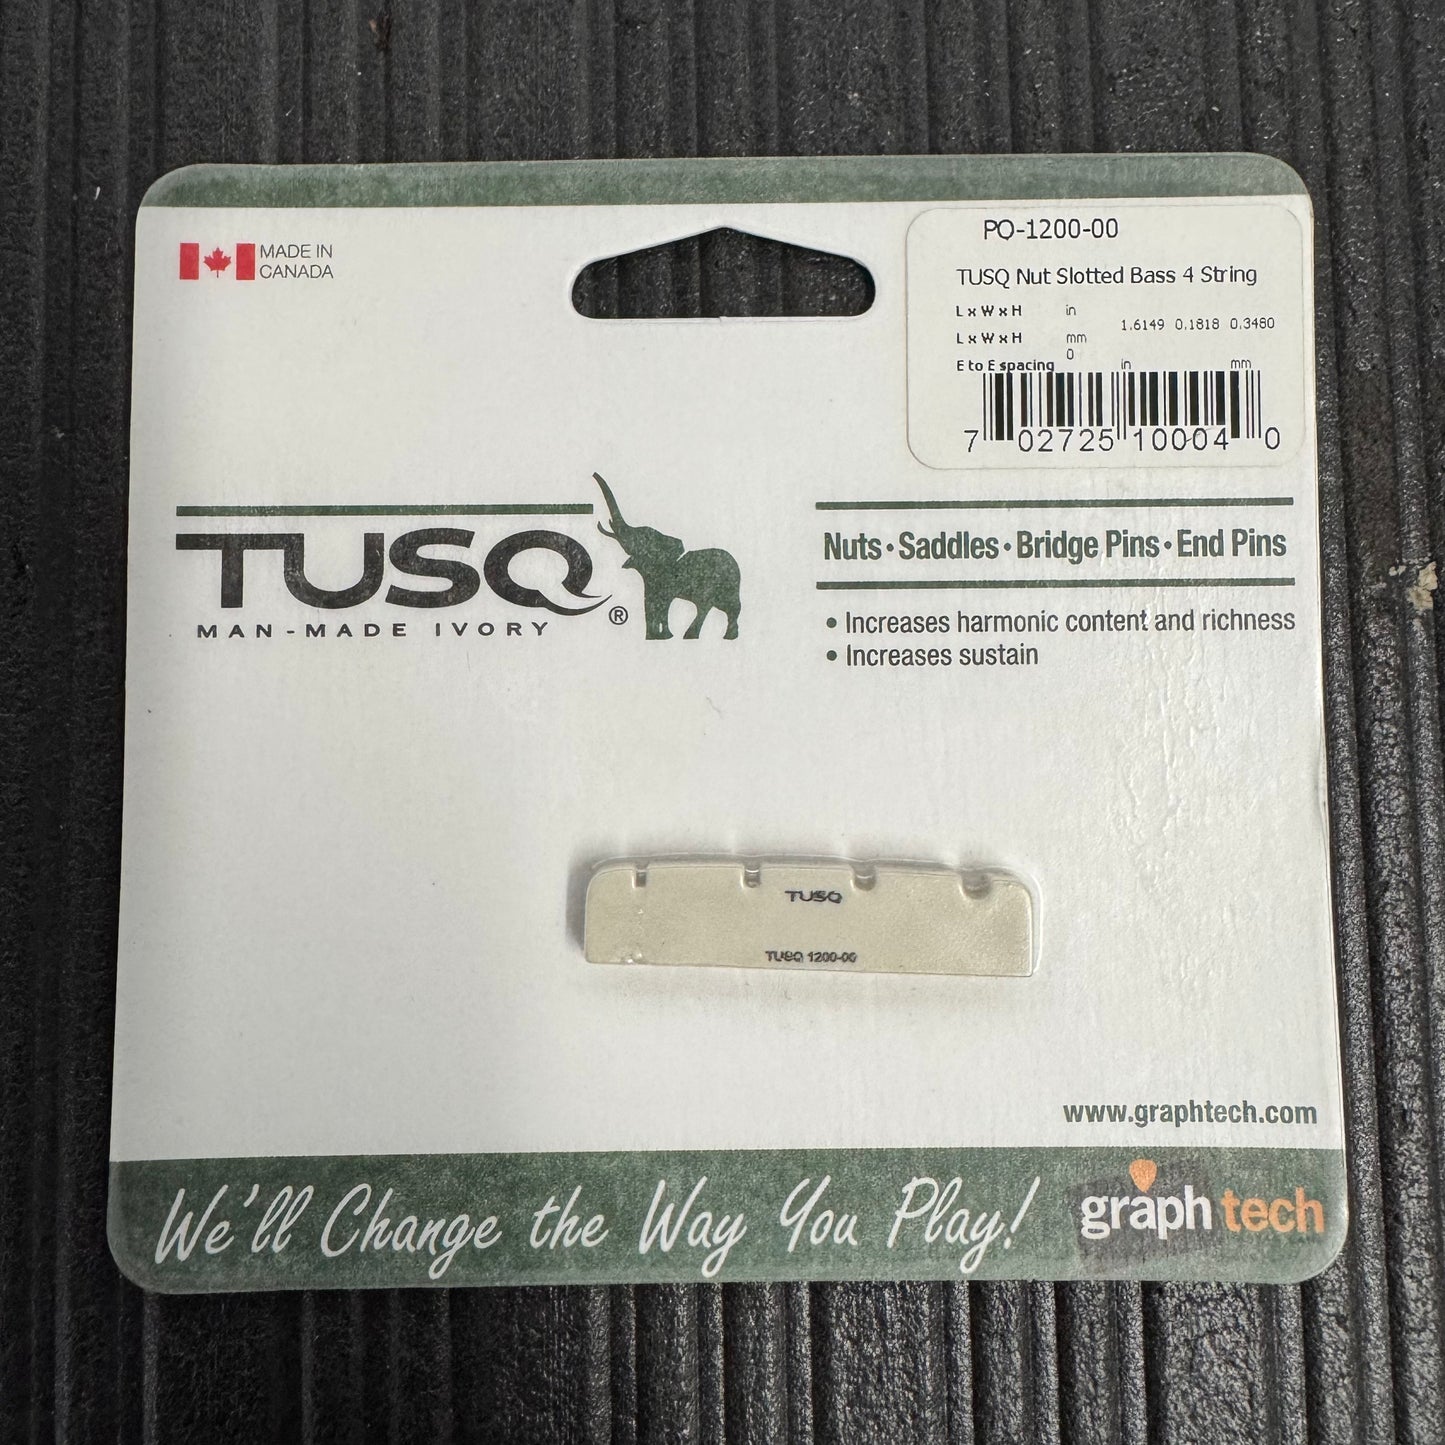 MADE IN
CANADA
PQ-1200-00
TUSQ Nut Slotted Bass 4 String
L x W x H in
1.6149 0.1818 0.3480
L x W x H mm
0
E to E spacing in mm
7 02725 10004 0
TUSQ®
MAN-MADE IVORY
Nuts • Saddles • Bridge Pins • End Pins
• Increases harmonic content and richness
• Increases sustain
TUSQ
TUSQ 1200-00
www.graphtech.com
We'll Change the Way You Play!
graph tech